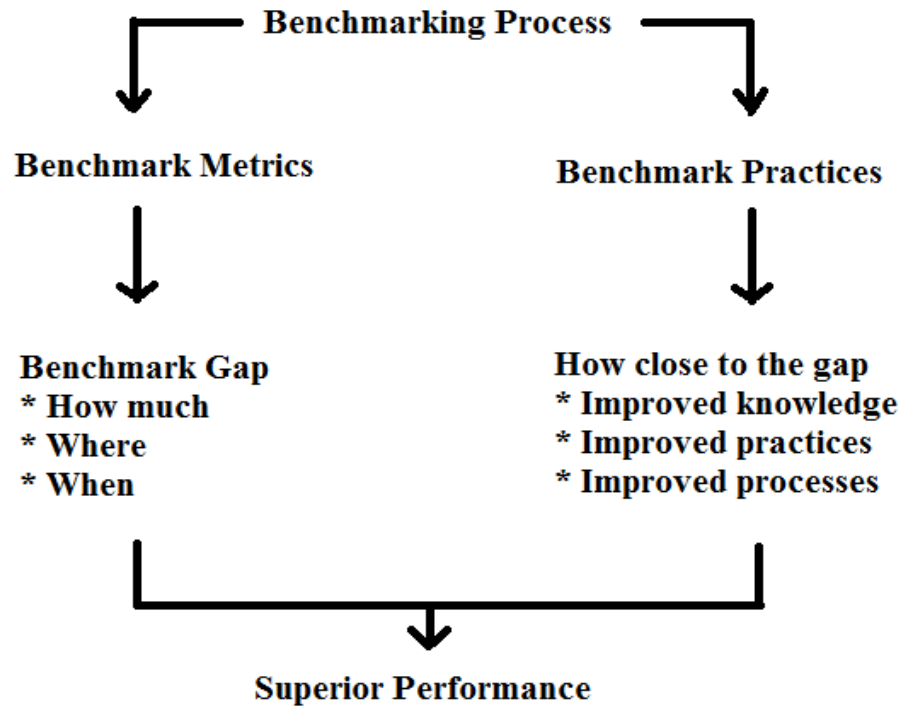 Benchmarking Process
Benchmark Metrics
Benchmark Practices
Benchmark Gap
* How much
* Where
* When
How close to the gap
* Improved knowledge
* Improved practices
* Improved processes
Superior Performance